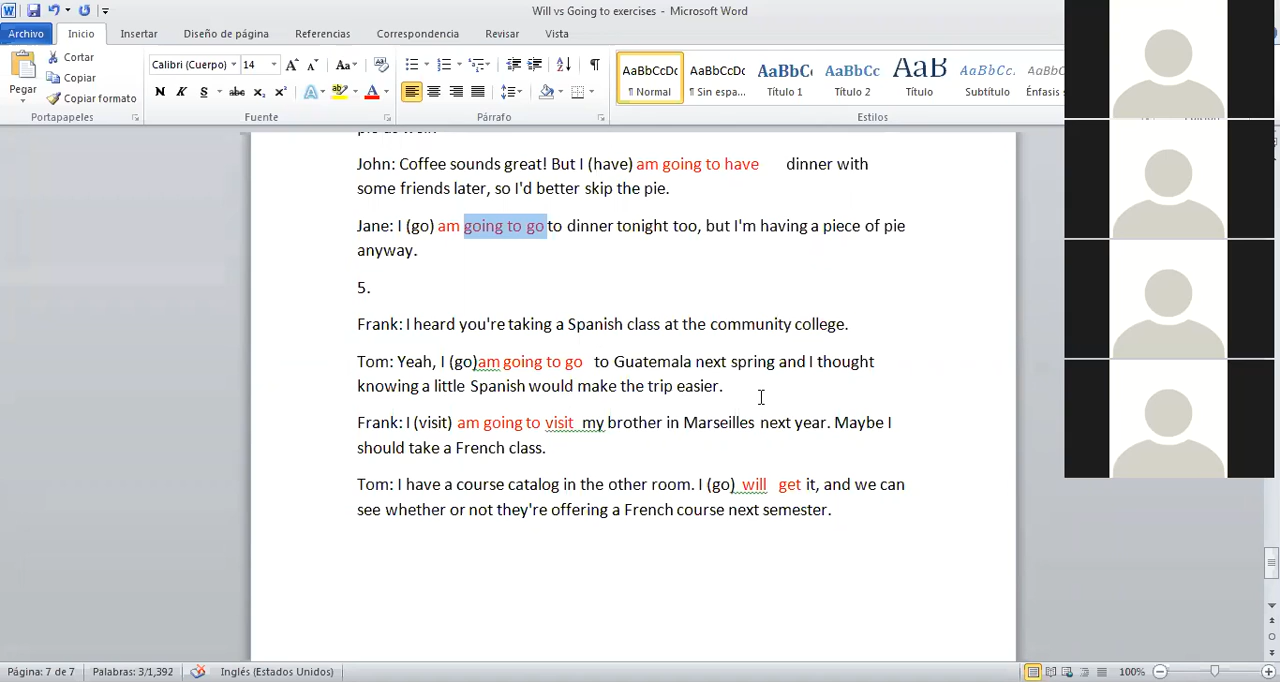 Will vs Going to exercises - Microsoft Word
Archivo Inicio Insertar Diseño de página Referencias Correspondencia Revisar Vista
Pegar
Cortar
Copiar
Copiar formato
Portapapeles
Calibri (Cuerpo) 14
N K S abc x₂ x²
Fuente
Párrafo
AaBbCcDc AaBbCcDc AaBbC AaBbCc AaB AaBbCc. AaBbCc
¶ Normal ¶ Sin espa... Título 1 Título 2 Título Subtítulo Énfasis
Estilos
pie as well.
John: Coffee sounds great! But I (have) am going to have dinner with
some friends later, so I'd better skip the pie.
Jane: I (go) am going to go to dinner tonight too, but I'm having a piece of pie
anyway.
5.
Frank: I heard you're taking a Spanish class at the community college.
Tom: Yeah, I (go)am going to go to Guatemala next spring and I thought
knowing a little Spanish would make the trip easier.
Frank: I (visit) am going to visit my brother in Marseilles next year. Maybe I
should take a French class.
Tom: I have a course catalog in the other room. I (go) will get it, and we can
see whether or not they're offering a French course next semester.
Página: 7 de 7 Palabras: 3/1,392 Inglés (Estados Unidos) 100%